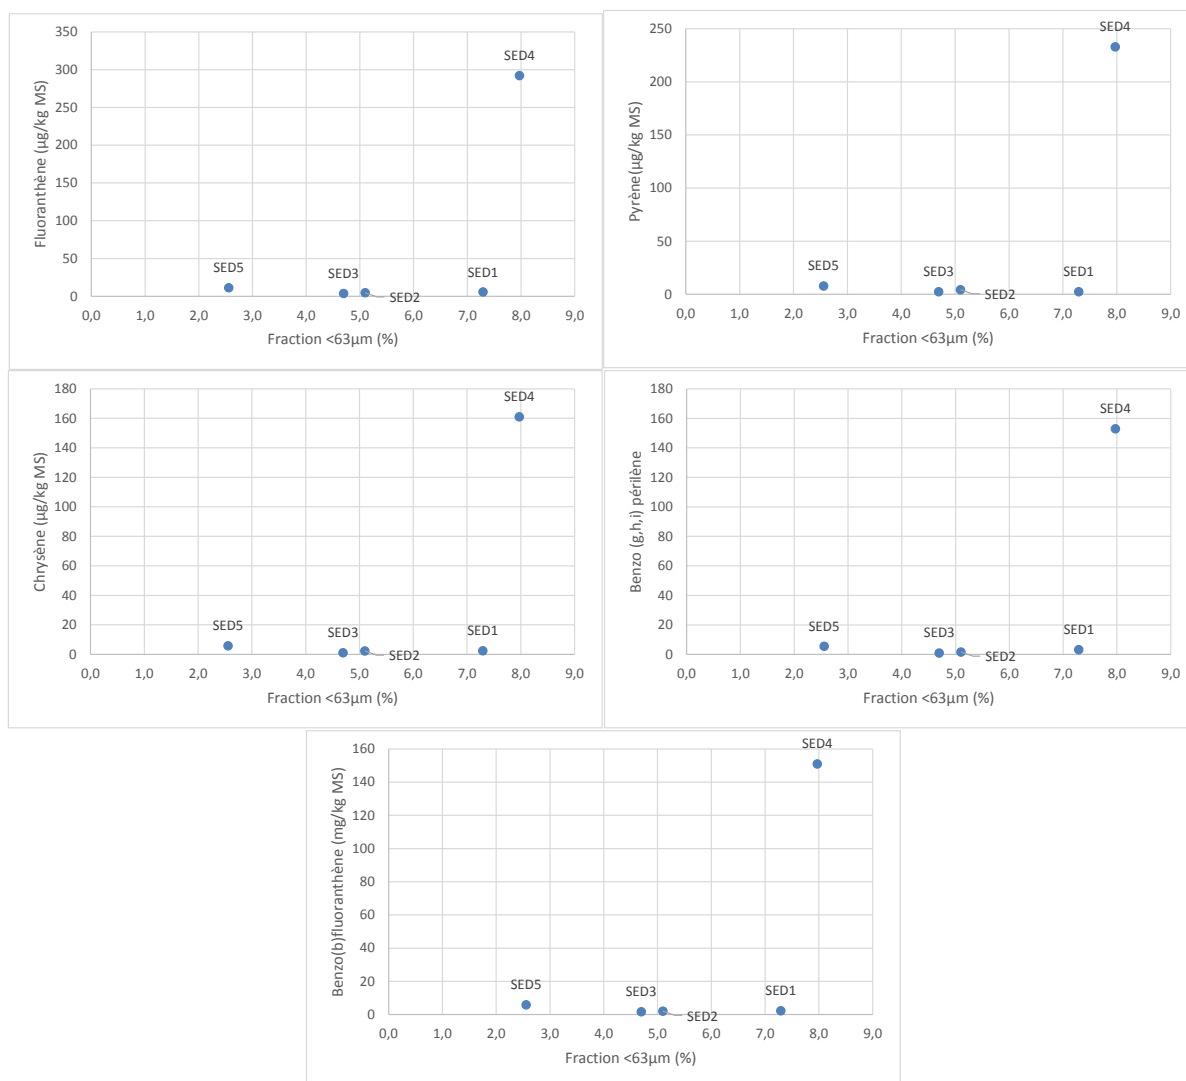 Fluoranthène (µg/kg MS)
350
300
250
200
150
100
50
0
SED4
SED5
SED3
SED2
SED1
0,0 1,0 2,0 3,0 4,0 5,0 6,0 7,0 8,0 9,0
Fraction <63µm (%)
Pyrène(µg/kg MS)
250
200
150
100
50
0
SED4
SED5
SED3
SED2
SED1
0,0 1,0 2,0 3,0 4,0 5,0 6,0 7,0 8,0 9,0
Fraction <63µm (%)
Chrysène (µg/kg MS)
180
160
140
120
100
80
60
40
20
0
SED4
SED5
SED3
SED2
SED1
0,0 1,0 2,0 3,0 4,0 5,0 6,0 7,0 8,0 9,0
Fraction <63µm (%)
Benzo (g,h,i) périlène
180
160
140
120
100
80
60
40
20
0
SED4
SED5
SED3
SED2
SED1
0,0 1,0 2,0 3,0 4,0 5,0 6,0 7,0 8,0 9,0
Fraction <63µm (%)
Benzo(b)fluoranthène (mg/kg MS)
160
140
120
100
80
60
40
20
0
SED4
SED5
SED3
SED2
SED1
0,0 1,0 2,0 3,0 4,0 5,0 6,0 7,0 8,0 9,0
Fraction <63µm (%)